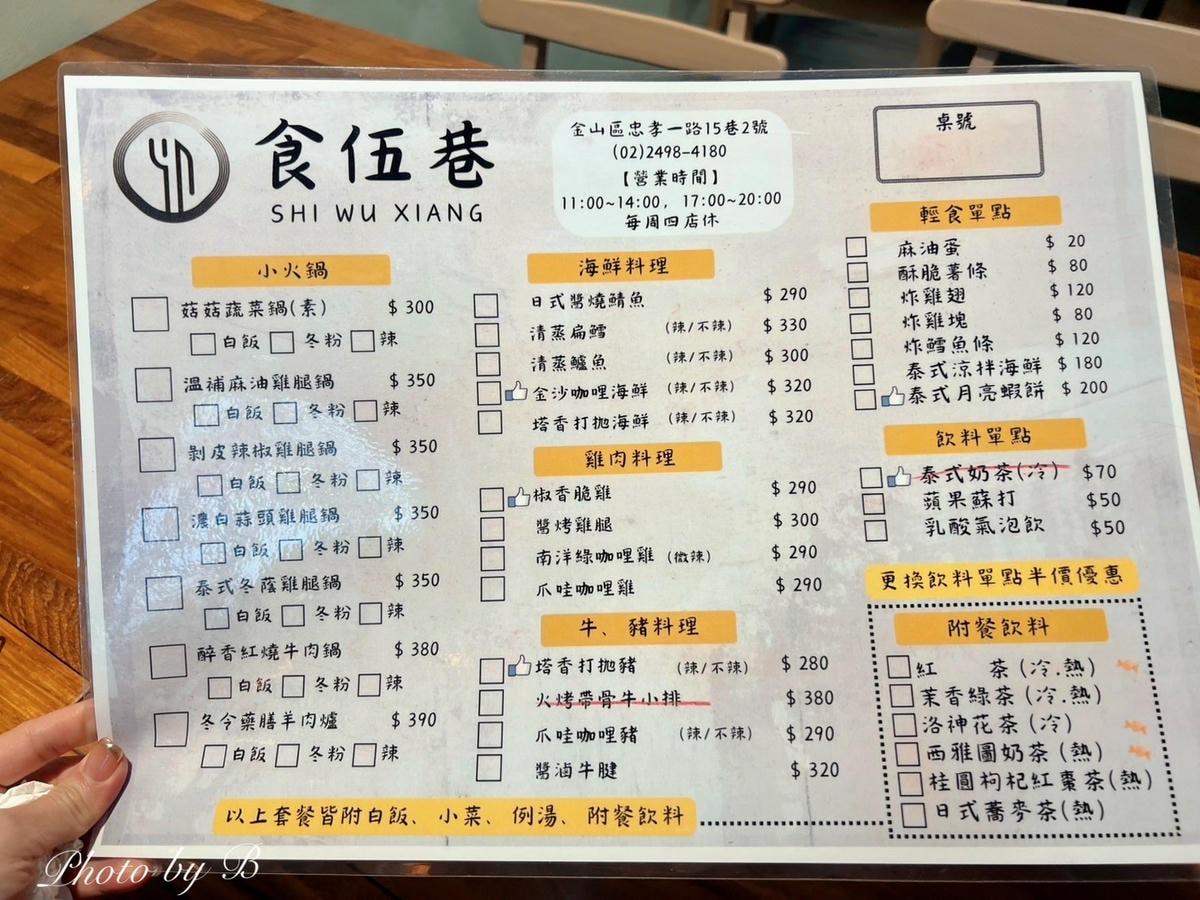 食伍巷
SHI WU XIANG
金山區忠孝一路15巷2號
(02)2498-4180
【營業時間】
11:00~14:00, 17:00~20:00
每周四店休
桌號
小火鍋
菇菇蔬菜鍋(素) $ 300
白飯 冬粉 辣
溫補麻油雞腿鍋 $ 350
白飯 冬粉 辣
剝皮辣椒雞腿鍋 $ 350
白飯 冬粉 辣
濃白蒜頭雞腿鍋 $ 350
白飯 冬粉 辣
泰式冬蔭雞腿鍋 $ 350
白飯 冬粉 辣
醉香紅燒牛肉鍋 $ 380
白飯 冬粉 辣
冬令藥膳羊肉爐 $ 390
白飯 冬粉 辣
海鮮料理
日式醬燒鯖魚 $ 290
清蒸扁鱈 (辣/不辣) $ 330
清蒸鱸魚 (辣/不辣) $ 300
金沙咖哩海鮮 (辣/不辣) $ 320
塔香打拋海鮮 (辣/不辣) $ 320
雞肉料理
椒香脆雞 $ 290
醬烤雞腿 $ 300
南洋綠咖哩雞 (微辣) $ 290
爪哇咖哩雞 $ 290
牛、豬料理
塔香打拋豬 (辣/不辣) $ 280
火烤帶骨牛小排 $ 380
爪哇咖哩豬 (辣/不辣) $ 290
醬滷牛腱 $ 320
以上套餐皆附白飯、小菜、例湯、附餐飲料
輕食單點
麻油蛋 $ 20
酥脆薯條 $ 80
炸雞翅 $ 120
炸雞塊 $ 80
炸鱈魚條 $ 120
泰式涼拌海鮮 $ 180
泰式月亮蝦餅 $ 200
飲料單點
泰式奶茶(冷) $70
蘋果蘇打 $50
乳酸氣泡飲 $50
更換飲料單點半價優惠
附餐飲料
紅 茶 (冷.熱)
茉香綠茶 (冷.熱)
洛神花茶 (冷)
西雅圖奶茶 (熱)
桂圓枸杞紅棗茶(熱)
日式蕎麥茶(熱)
Photo by B